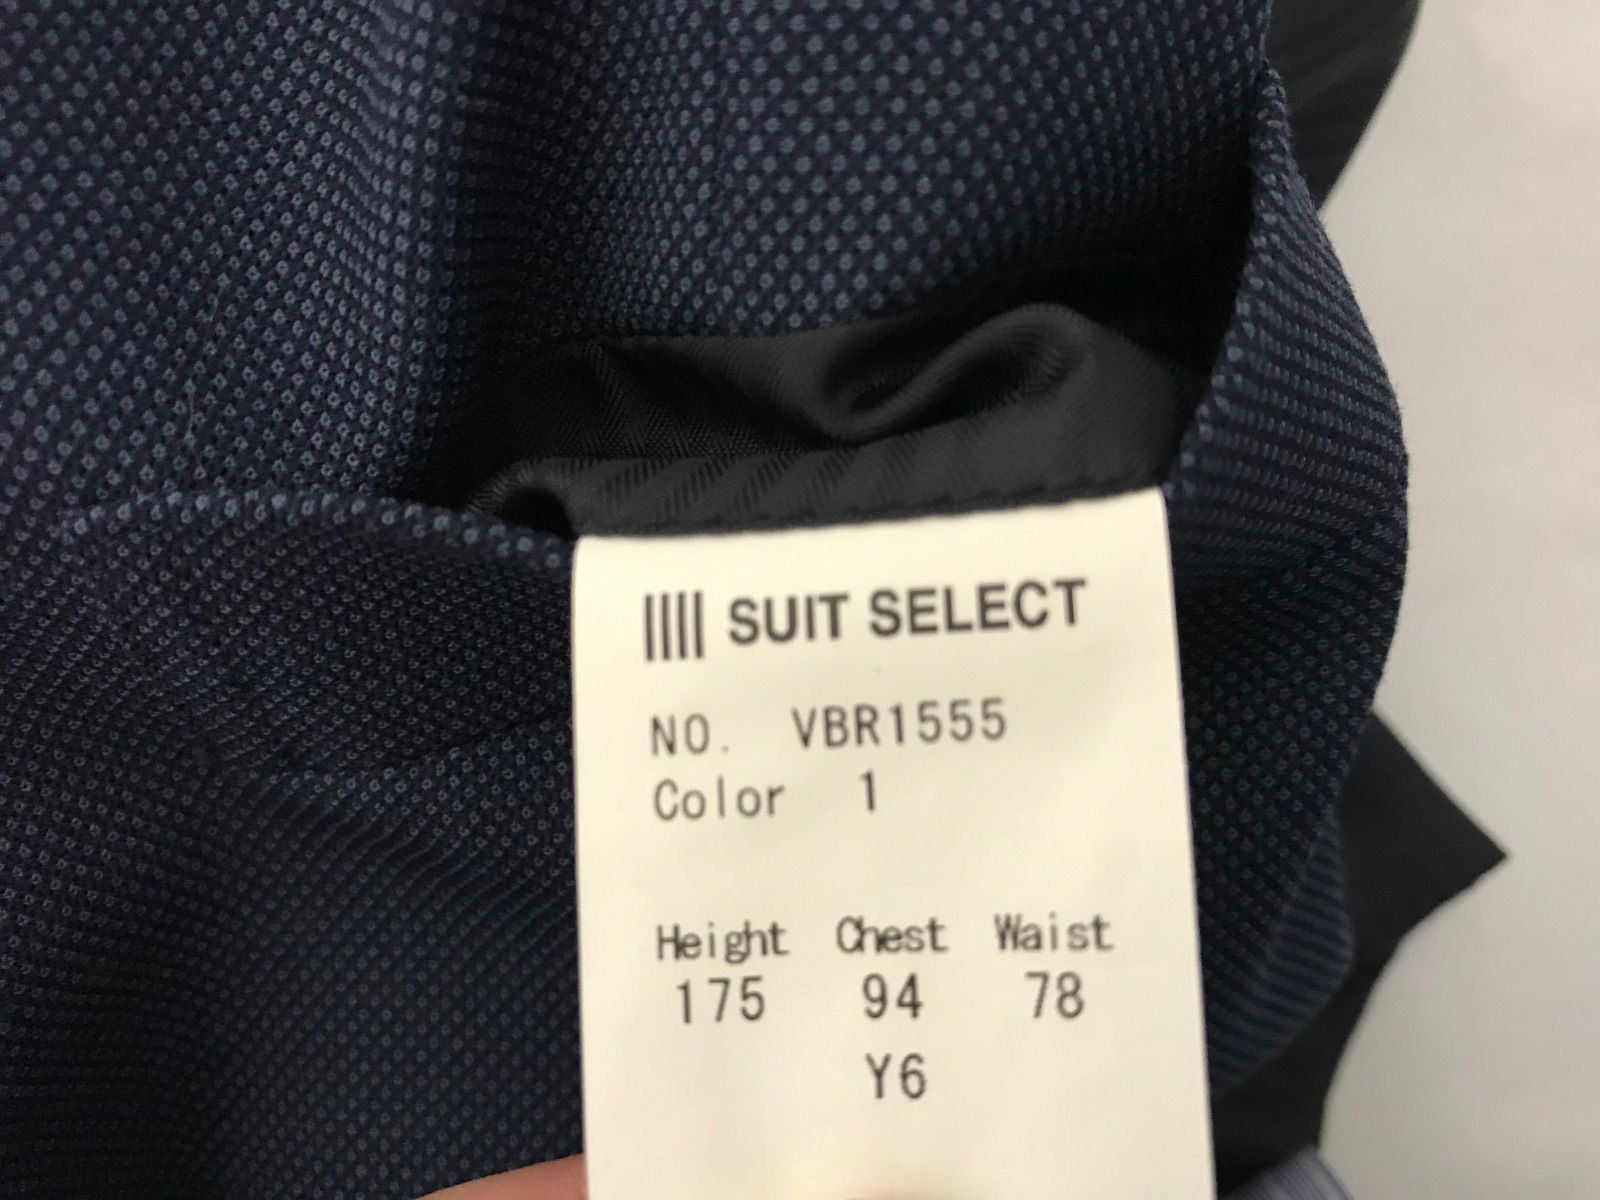 SUIT SELECT
NO. VBR1555
Color 1
Height Chest Waist
175 94 78
Y6